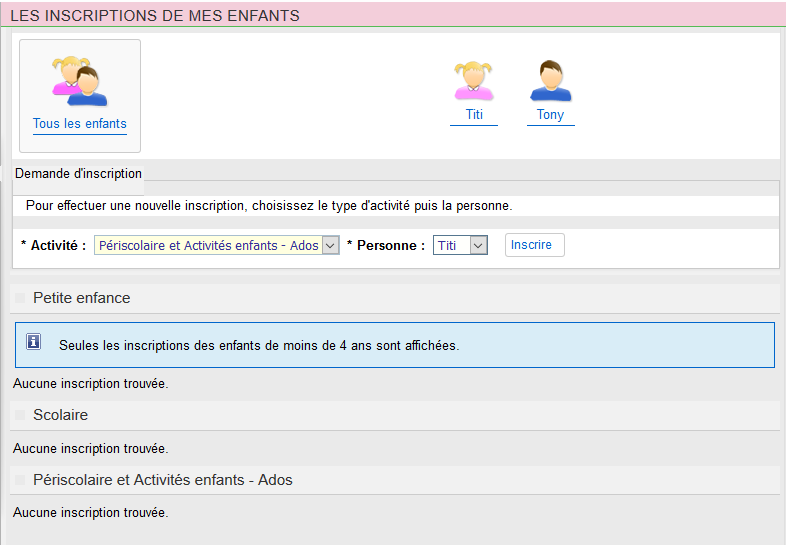 LES INSCRIPTIONS DE MES ENFANTS
Tous les enfants
Titi
Tony
Demande d'inscription
Pour effectuer une nouvelle inscription, choisissez le type d'activité puis la personne.
* Activité : Périscolaire et Activités enfants - Ados * Personne : Titi Inscrire
Petite enfance
Seules les inscriptions des enfants de moins de 4 ans sont affichées.
Aucune inscription trouvée.
Scolaire
Aucune inscription trouvée.
Périscolaire et Activités enfants - Ados
Aucune inscription trouvée.